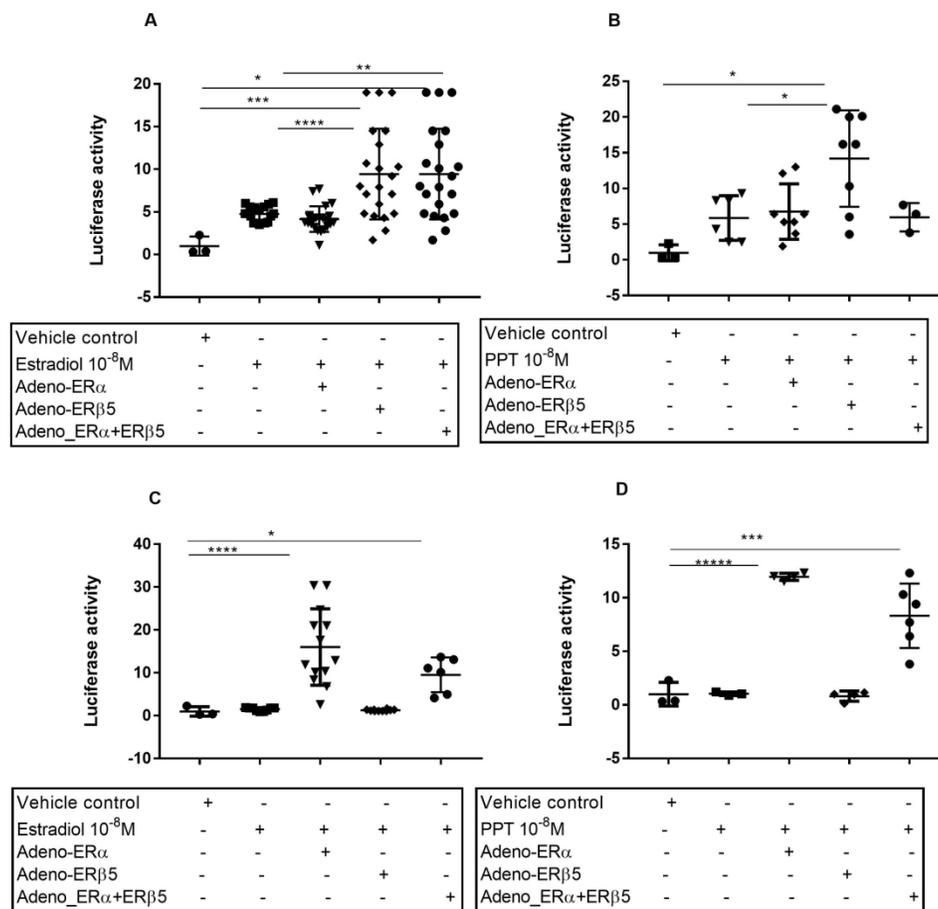 A
B
**
*
***
****
20
15
10
5
0
-5
Luciferase activity
*
*
25
20
15
10
5
0
-5
Luciferase activity
Vehicle control + - - - -
Estradiol 10⁻⁸M - + + + +
Adeno-ERα - - + - -
Adeno-ERβ5 - - - + -
Adeno_ERα+ERβ5 - - - - +
Vehicle control + - - - -
PPT 10⁻⁸M - + + + +
Adeno-ERα - - + - -
Adeno-ERβ5 - - - + -
Adeno_ERα+ERβ5 - - - - +
C
D
*
****
40
30
20
10
0
-10
Luciferase activity
***
*****
15
10
5
0
-5
Luciferase activity
Vehicle control + - - - -
Estradiol 10⁻⁸M - + + + +
Adeno-ERα - - + - -
Adeno-ERβ5 - - - + -
Adeno_ERα+ERβ5 - - - - +
Vehicle control + - - - -
PPT 10⁻⁸M - + + + +
Adeno-ERα - - + - -
Adeno-ERβ5 - - - + -
Adeno_ERα+ERβ5 - - - - +